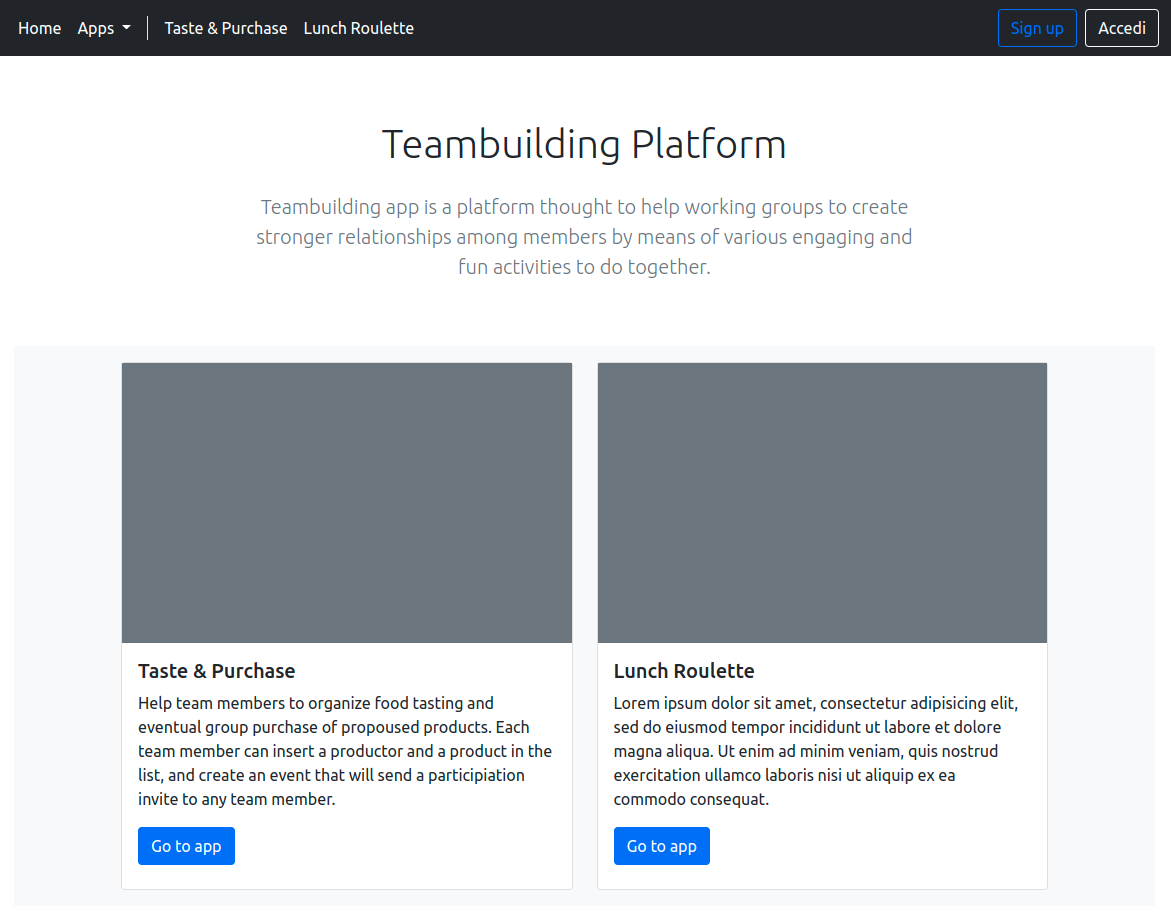 Home Apps Taste & Purchase Lunch Roulette Sign up Accedi
Teambuilding Platform
Teambuilding app is a platform thought to help working groups to create
stronger relationships among members by means of various engaging and
fun activities to do together.
Taste & Purchase
Help team members to organize food tasting and
eventual group purchase of propoused products. Each
team member can insert a productor and a product in the
list, and create an event that will send a participiation
invite to any team member.
Go to app
Lunch Roulette
Lorem ipsum dolor sit amet, consectetur adipisicing elit,
sed do eiusmod tempor incididunt ut labore et dolore
magna aliqua. Ut enim ad minim veniam, quis nostrud
exercitation ullamco laboris nisi ut aliquip ex ea
commodo consequat.
Go to app